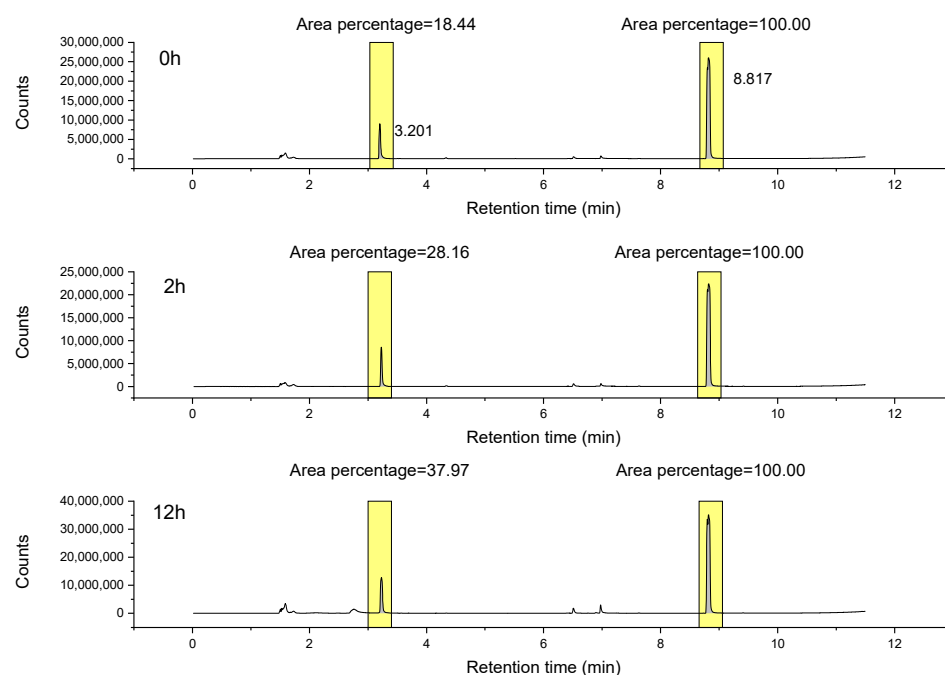 Area percentage=18.44 Area percentage=100.00
30,000,000
0h
25,000,000
20,000,000
8.817
15,000,000
10,000,000
3.201
5,000,000
0
Counts
0 2 4 6 8 10 12
Retention time (min)
Area percentage=28.16 Area percentage=100.00
25,000,000
2h
20,000,000
15,000,000
10,000,000
5,000,000
0
Counts
0 2 4 6 8 10 12
Retention time (min)
Area percentage=37.97 Area percentage=100.00
40,000,000
12h
30,000,000
20,000,000
10,000,000
0
Counts
0 2 4 6 8 10 12
Retention time (min)